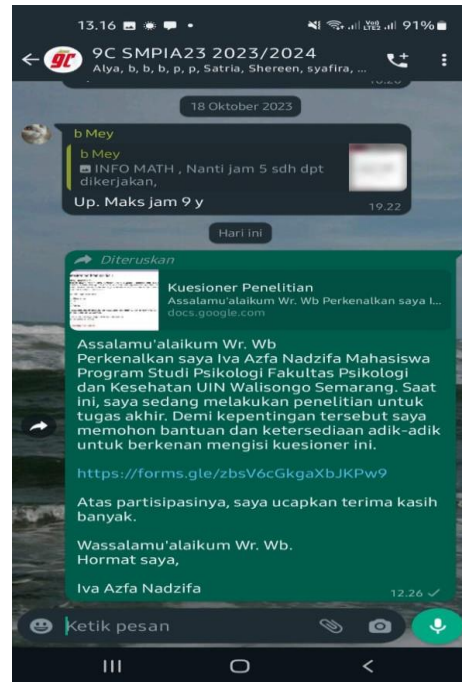 13.16
91%
9C
9C SMPIA23 2023/2024
Alya, b, b, b, p, p, Satria, Shereen, syafira, ...
18 Oktober 2023
b Mey
b Mey
INFO MATH , Nanti jam 5 sdh dpt
dikerjakan,
Up. Maks jam 9 y
19.22
Hari ini
Diteruskan
Kuesioner Penelitian
Assalamu'alaikum Wr. Wb Perkenalkan saya I...
docs.google.com
Assalamu'alaikum Wr. Wb
Perkenalkan saya Iva Azfa Nadzifa Mahasiswa
Program Studi Psikologi Fakultas Psikologi
dan Kesehatan UIN Walisongo Semarang. Saat
ini, saya sedang melakukan penelitian untuk
tugas akhir. Demi kepentingan tersebut saya
memohon bantuan dan ketersediaan adik-adik
untuk berkenan mengisi kuesioner ini.
https://forms.gle/zbsV6cGkgaXbJKPw9
Atas partisipasinya, saya ucapkan terima kasih
banyak.
Wassalamu'alaikum Wr. Wb.
Hormat saya,
Iva Azfa Nadzifa
12.26
Ketik pesan